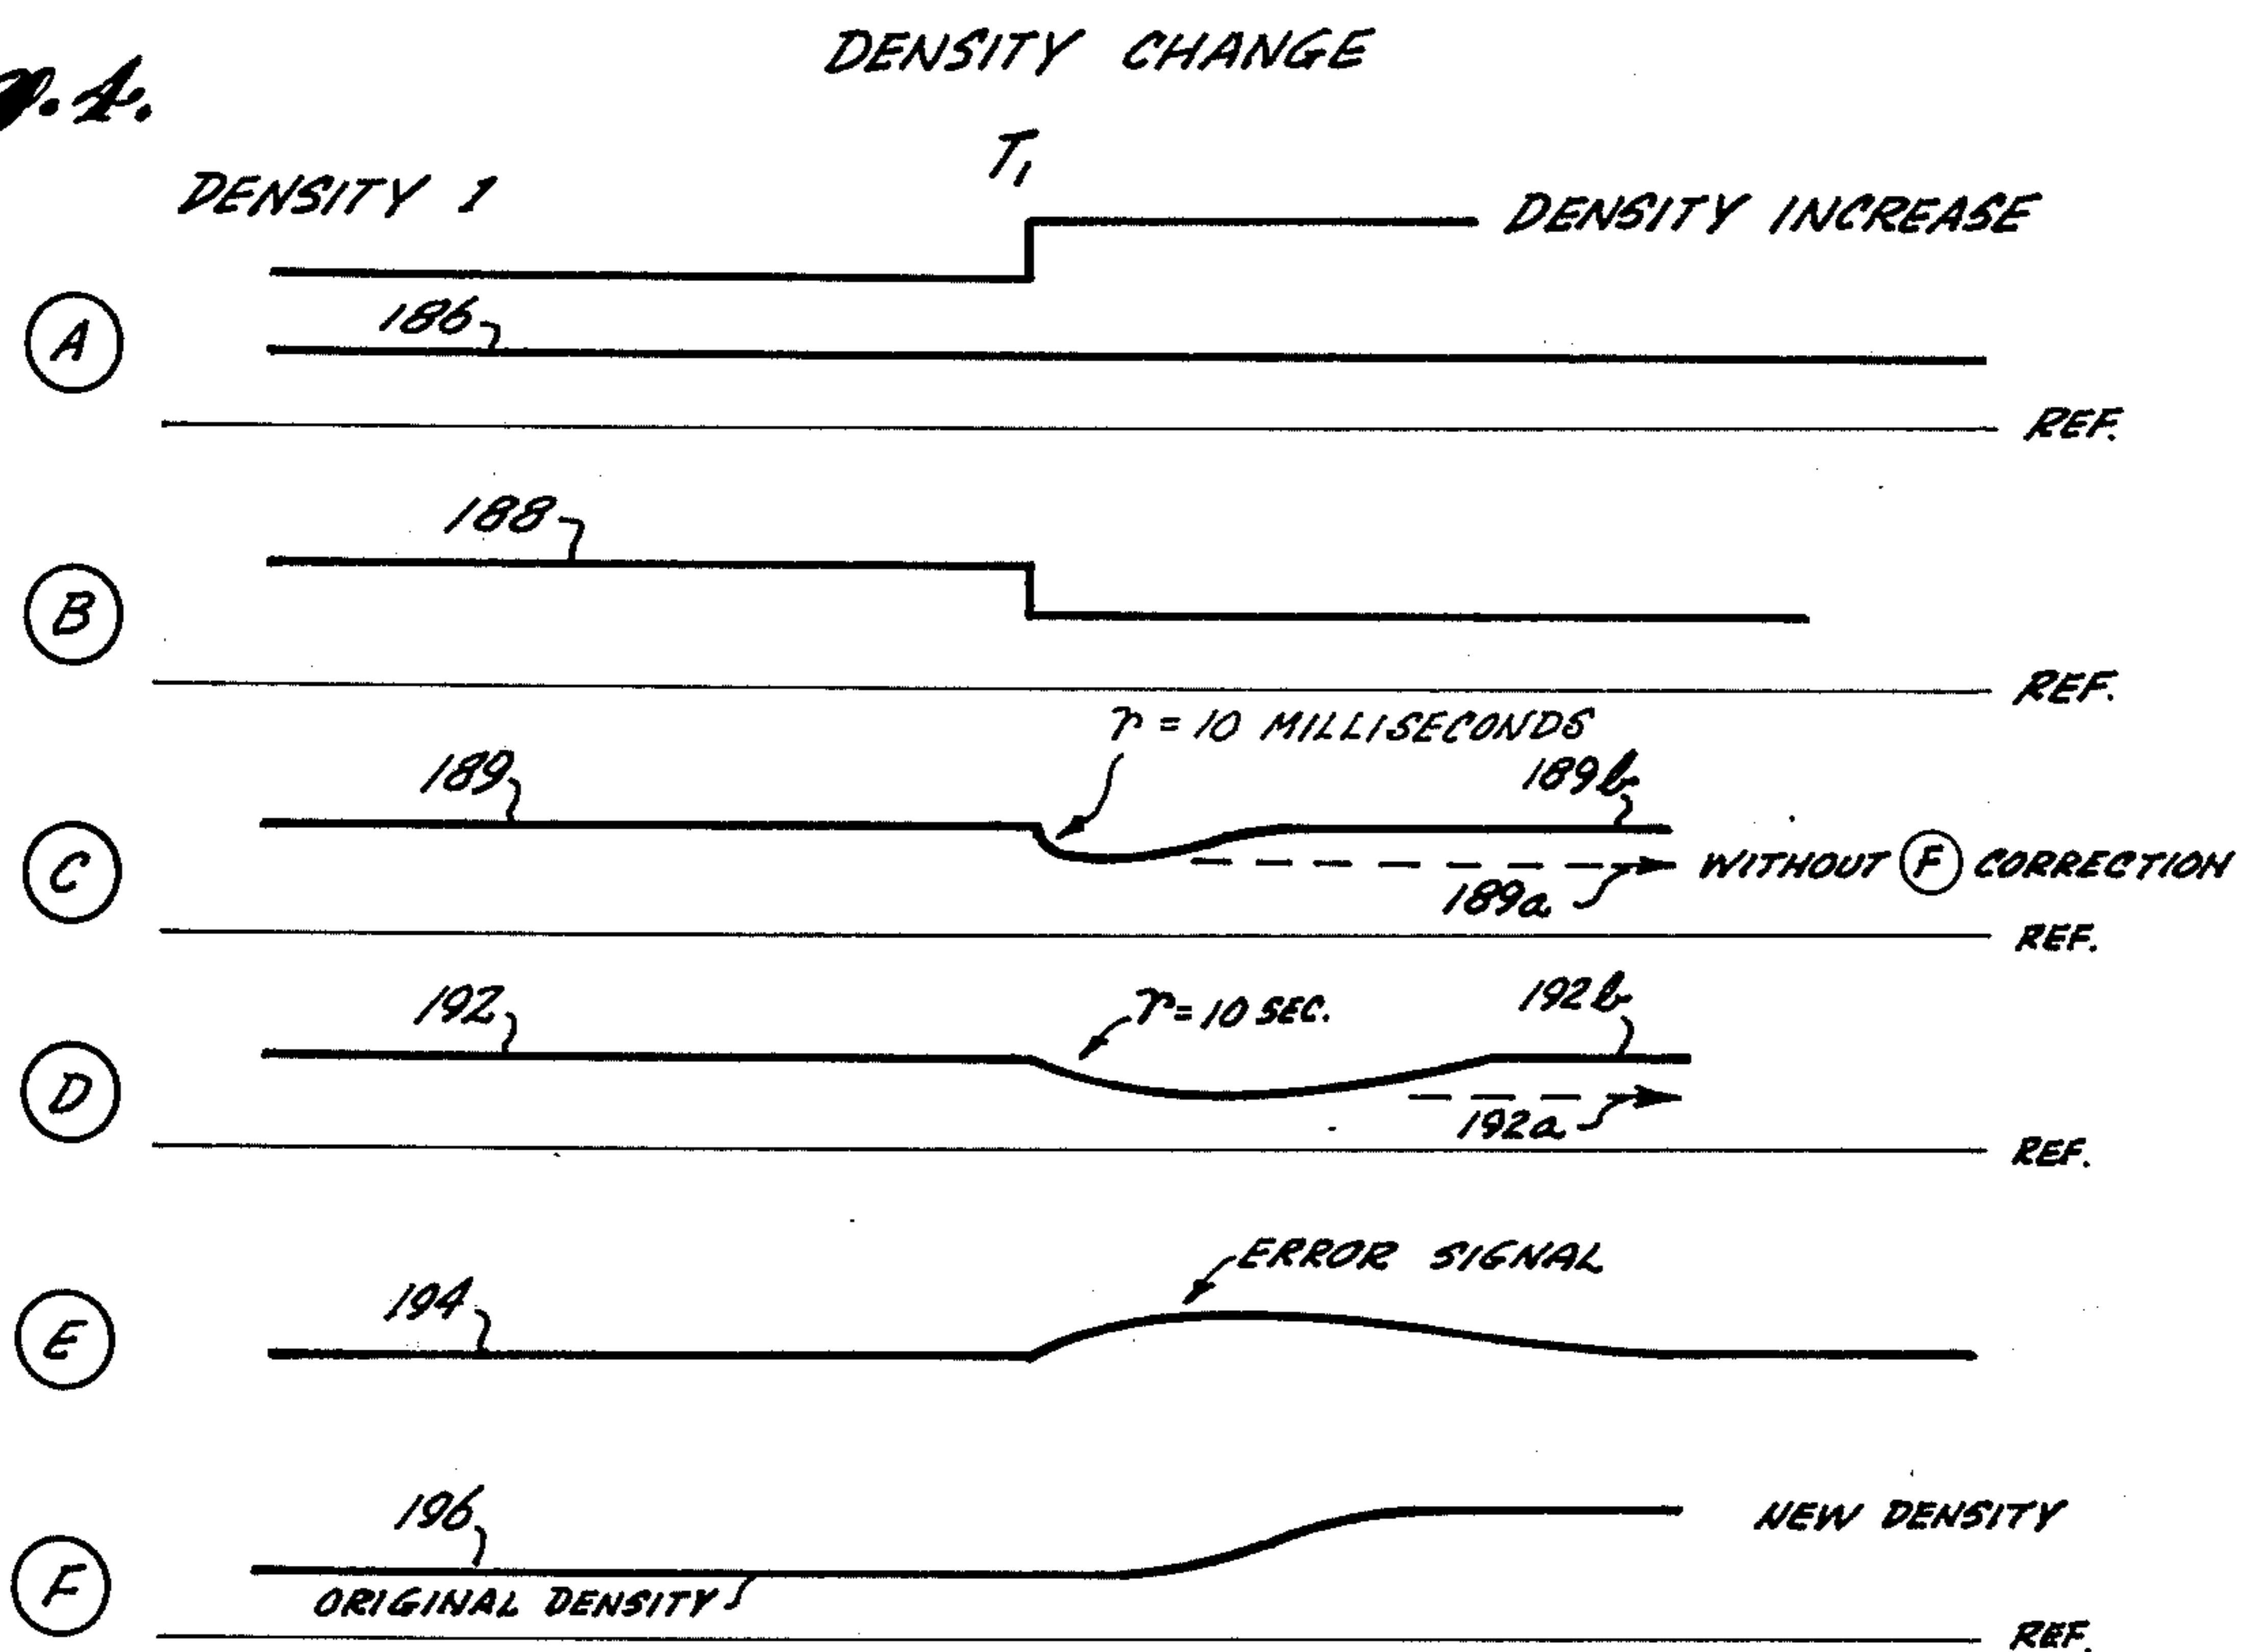 DENSITY CHANGE
T₁
DENSITY 1
DENSITY INCREASE
A
186
REF.
188
B
REF.
τ = 10 MILLISECONDS
189
189b
C
WITHOUT F CORRECTION
189a
REF.
192
τ = 10 SEC.
192b
D
192a
REF.
ERROR SIGNAL
194
E
196
NEW DENSITY
F
ORIGINAL DENSITY
REF.